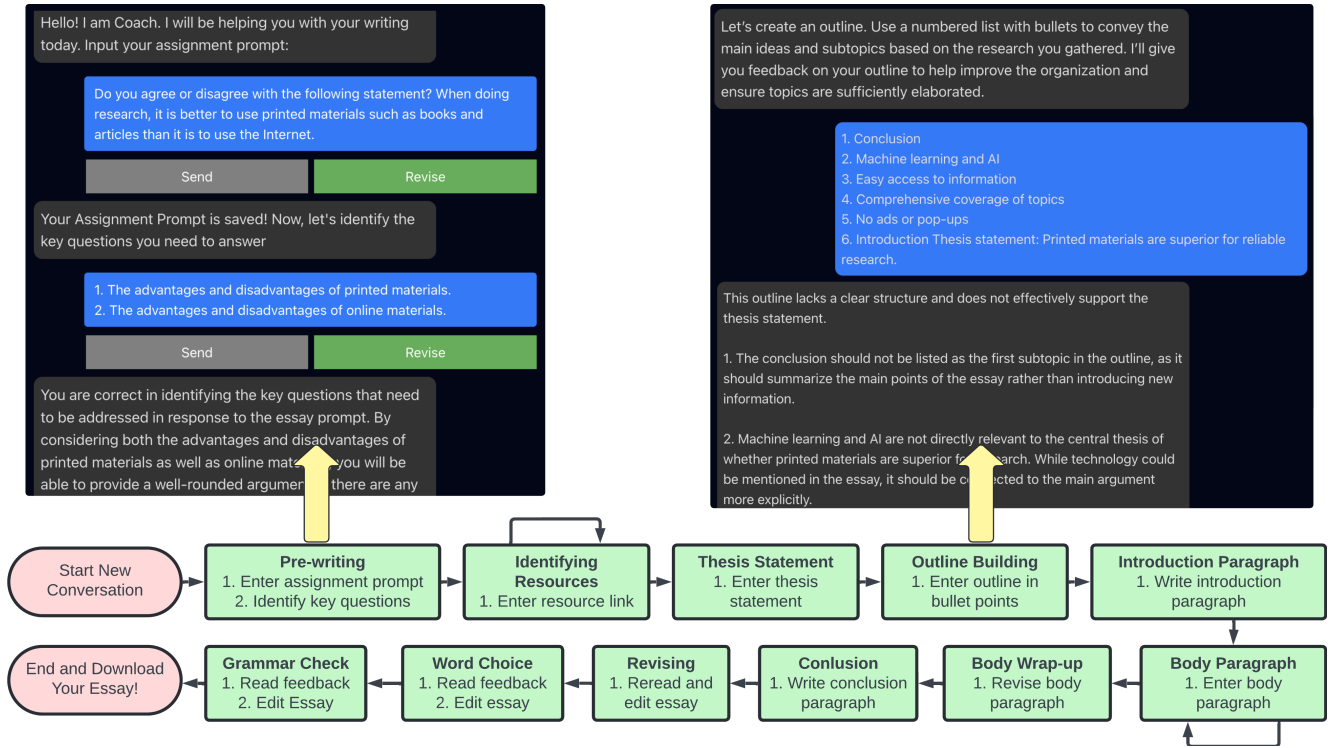 Hello! I am Coach. I will be helping you with your writing
today. Input your assignment prompt:
Do you agree or disagree with the following statement? When doing
research, it is better to use printed materials such as books and
articles than it is to use the Internet.
Send
Revise
Your Assignment Prompt is saved! Now, let's identify the
key questions you need to answer
1. The advantages and disadvantages of printed materials.
2. The advantages and disadvantages of online materials.
Send
Revise
You are correct in identifying the key questions that need
to be addressed in response to the essay prompt. By
considering both the advantages and disadvantages of
printed materials as well as online you will be
able to provide a well-rounded there are any
Let's create an outline. Use a numbered list with bullets to convey the
main ideas and subtopics based on the research you gathered. I'll give
you feedback on your outline to help improve the organization and
ensure topics are sufficiently elaborated.
1. Conclusion
2. Machine learning and AI
3. Easy access to information
4. Comprehensive coverage of topics
5. No ads or pop-ups
6. Introduction Thesis statement: Printed materials are superior for reliable
research.
This outline lacks a clear structure and does not effectively support the
thesis statement.
1. The conclusion should not be listed as the first subtopic in the outline, as it
should summarize the main points of the essay rather than introducing new
information.
2. Machine learning and AI are not directly relevant to the central thesis of
whether printed materials are superior While technology could
be mentioned in the essay, it should be to the main argument
more explicitly.
Start New
Conversation
Pre-writing
1. Enter assignment prompt
2. Identify key questions
Identifying
Resources
1. Enter resource link
Thesis Statement
1. Enter thesis
statement
Outline Building
1. Enter outline in
bullet points
Introduction Paragraph
1. Write introduction
paragraph
End and Download
Your Essay!
Grammar Check
1. Read feedback
2. Edit Essay
Word Choice
1. Read feedback
2. Edit essay
Revising
1. Reread and
edit essay
Conlusion
1. Write conclusion
paragraph
Body Wrap-up
1. Revise body
paragraph
Body Paragraph
1. Enter body
paragraph